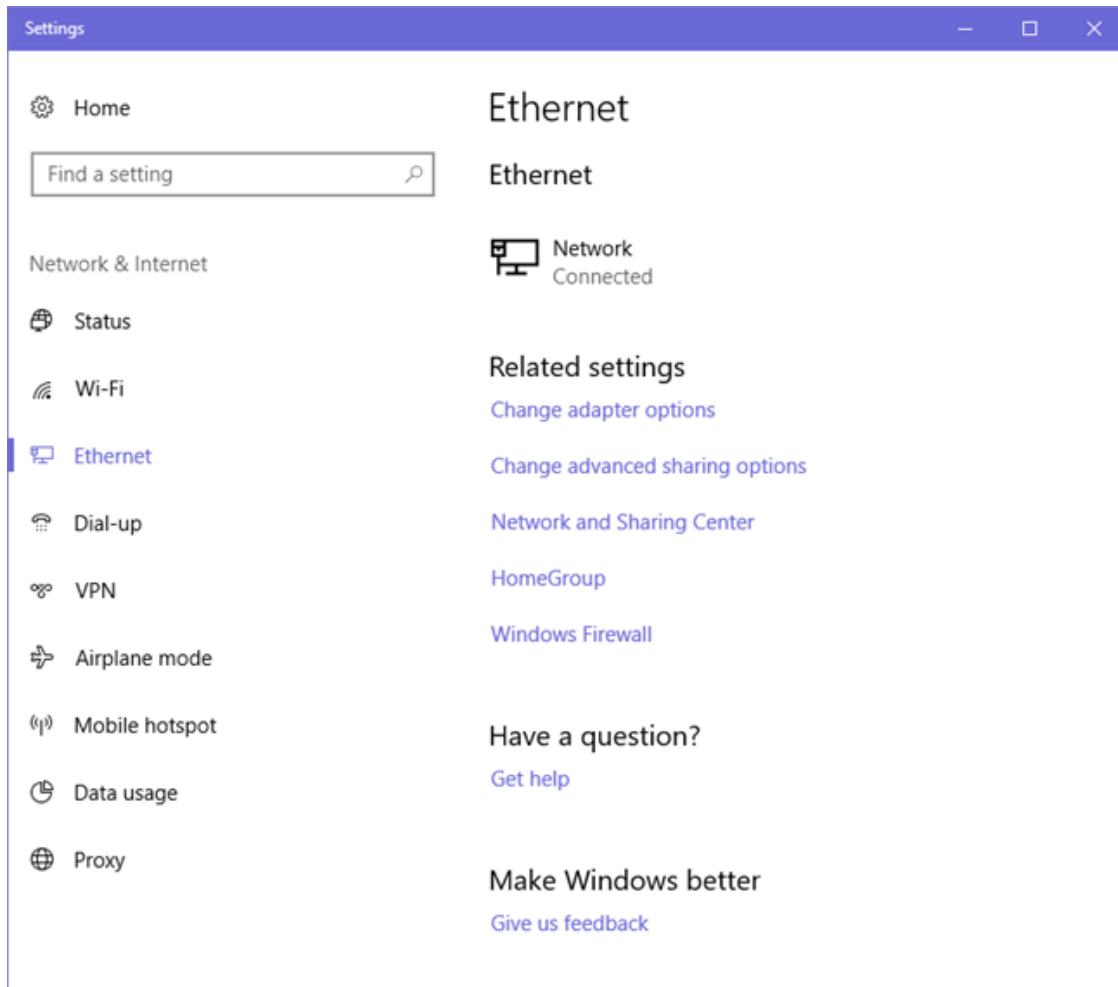 Settings
Home
Find a setting
Network & Internet
Status
Wi-Fi
Ethernet
Dial-up
VPN
Airplane mode
Mobile hotspot
Data usage
Proxy
Ethernet
Ethernet
Network
Connected
Related settings
Change adapter options
Change advanced sharing options
Network and Sharing Center
HomeGroup
Windows Firewall
Have a question?
Get help
Make Windows better
Give us feedback